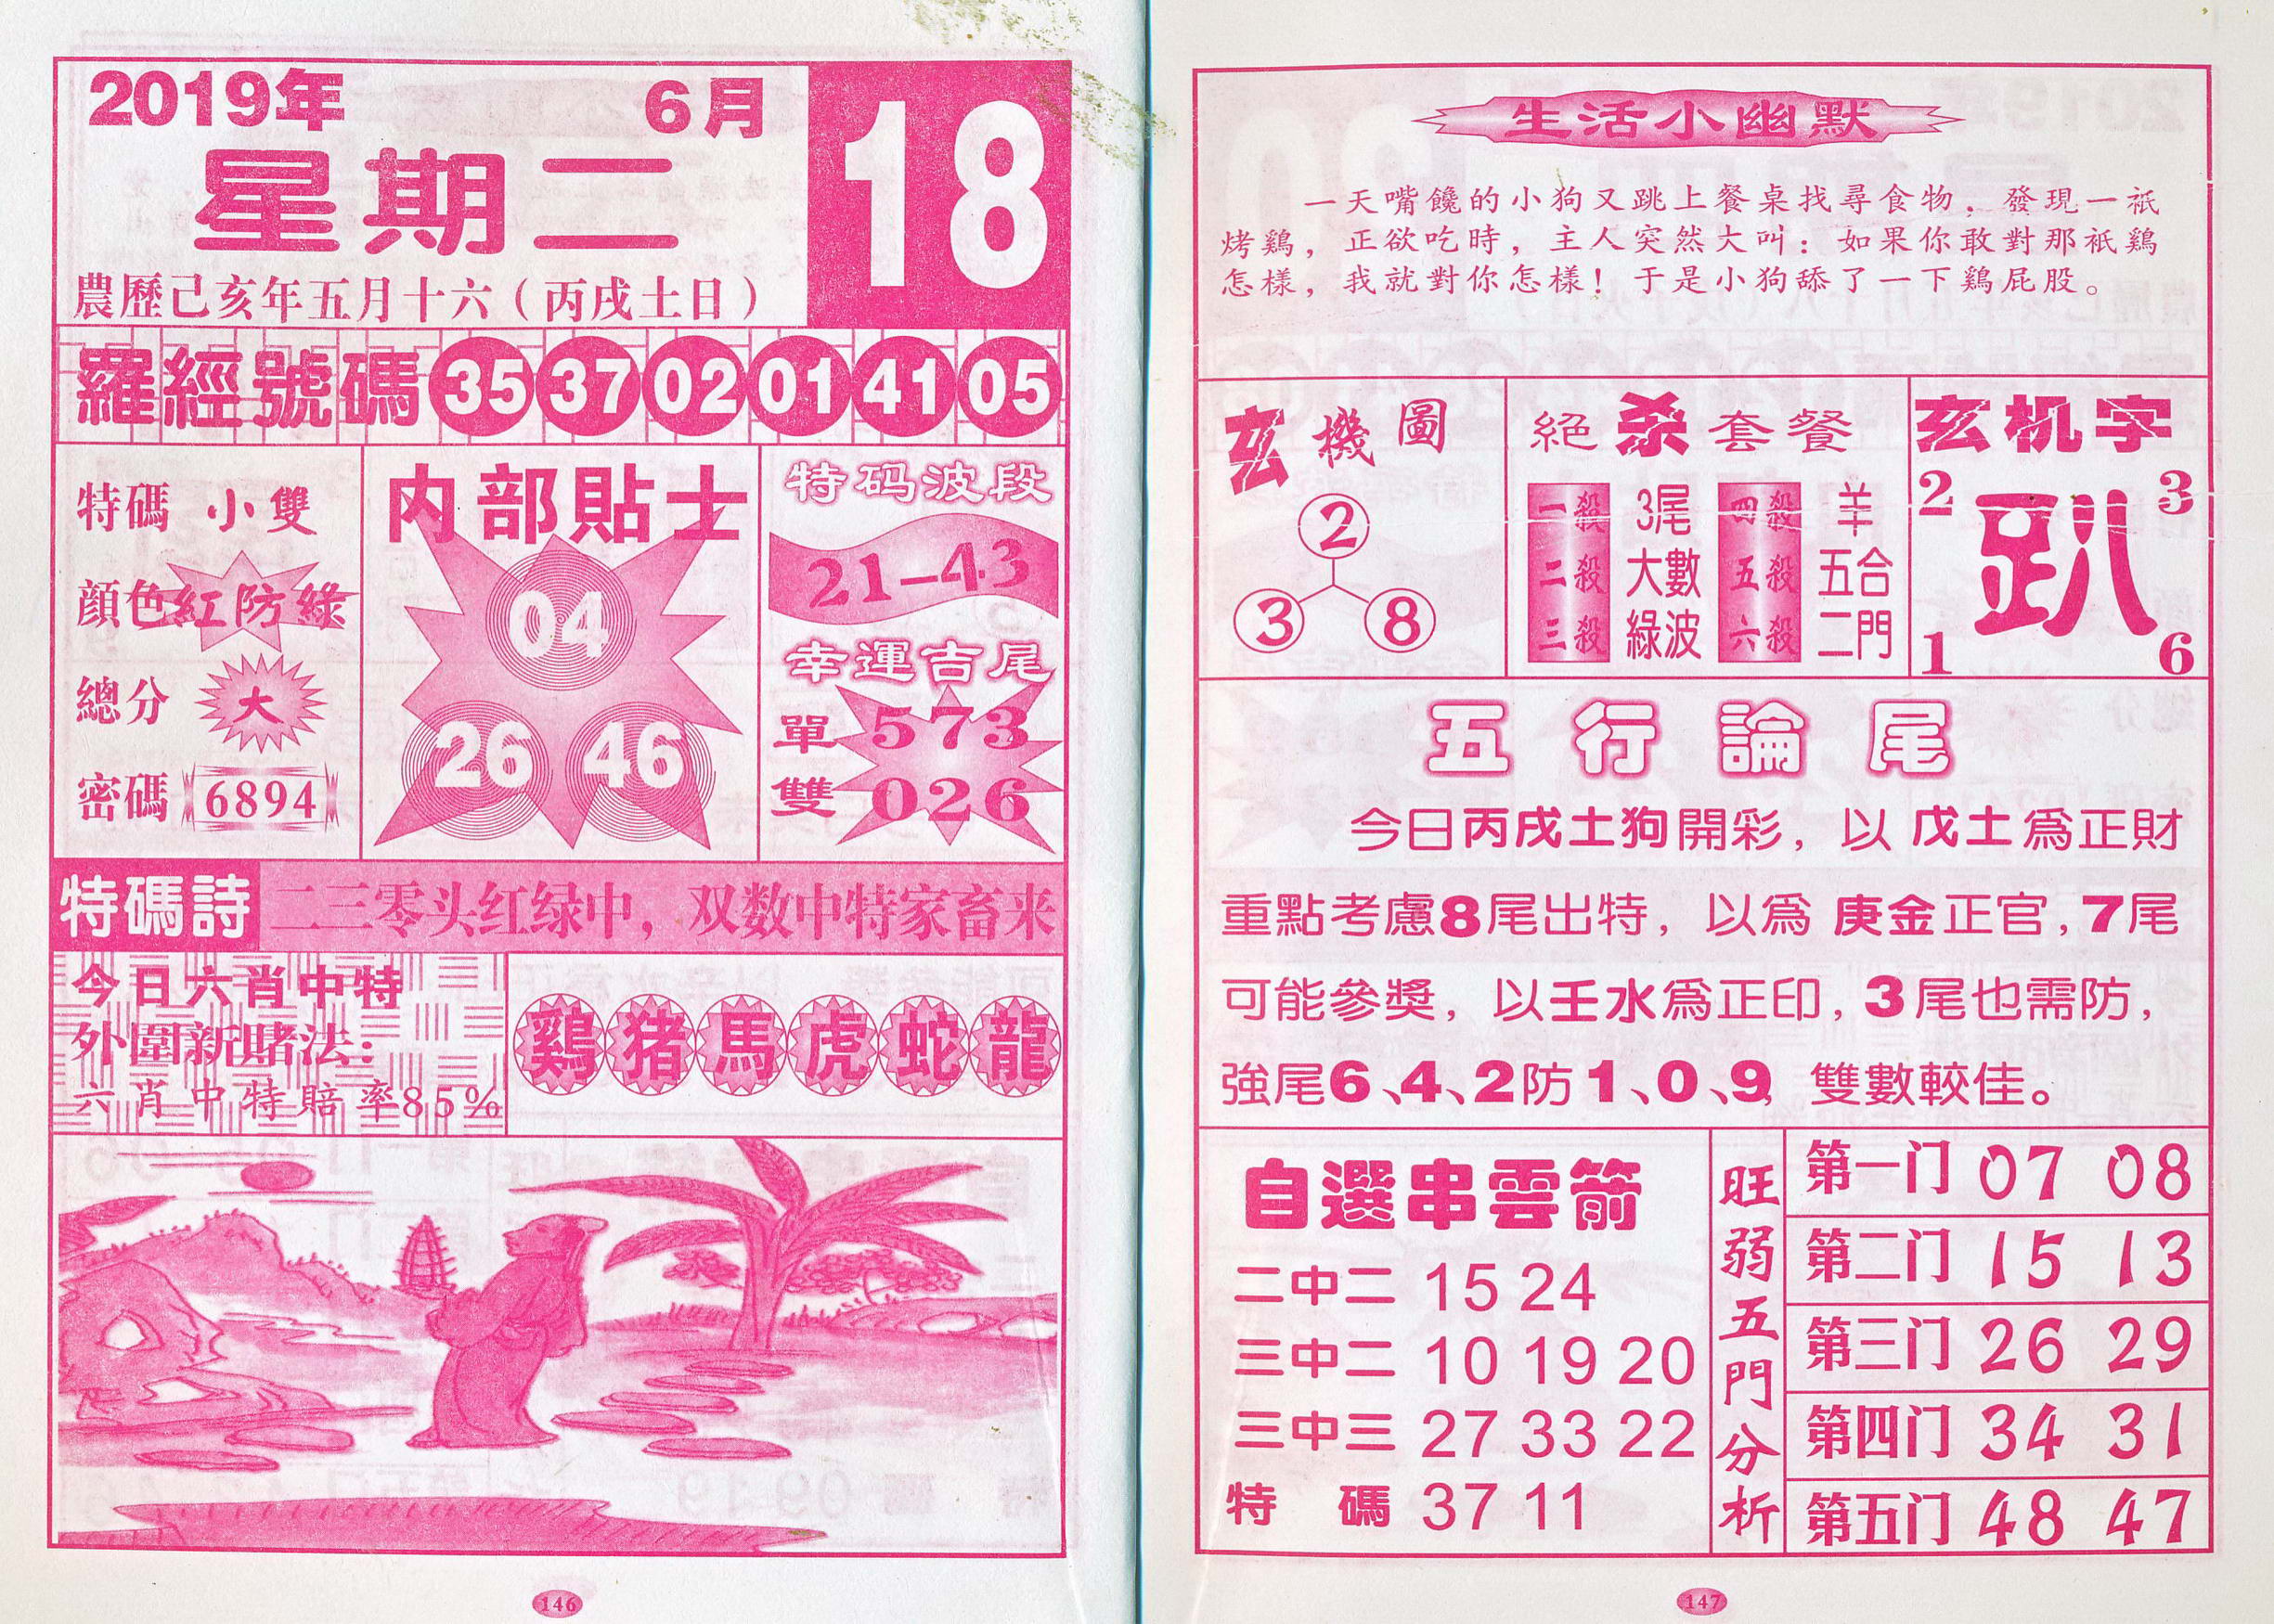 2019年 6月 18
星期二
農歷己亥年五月十六（丙戌土日）
羅經號碼 35 37 02 01 41 05
特碼 小雙
顔色 紅防綠
總分 大
密碼 6894
内部貼士
04
26 46
特码波段
21-43
幸運吉尾
單 573
雙 026
特碼詩 二三零头红绿中，双数中特家畜来
今日六肖中特
外圍新賭法：
六肖中特賠率85%
鷄 猪 馬 虎 蛇 龍
146
生活小幽默
一天嘴饞的小狗又跳上餐桌找尋食物，發現一衹
烤鷄，正欲吃時，主人突然大叫：如果你敢對那衹鷄
怎樣，我就對你怎樣！于是小狗舔了一下鷄屁股。
玄機圖
2
3 8
絕杀套餐
一殺 3尾 四殺 羊
二殺 大數 五殺 五合
三殺 綠波 六殺 二門
玄机字
2 3
趴
1 6
五行論尾
今日丙戌土狗開彩，以戊土爲正財
重點考慮8尾出特，以爲庚金正官,7尾
可能參獎，以壬水爲正印，3尾也需防，
強尾6、4、2防1、0、9，雙數較佳。
自選串雲箭
二中二 15 24
三中二 10 19 20
三中三 27 33 22
特碼 37 11
旺弱五門分析
第一门 07 08
第二门 15 13
第三门 26 29
第四门 34 31
第五门 48 47
147